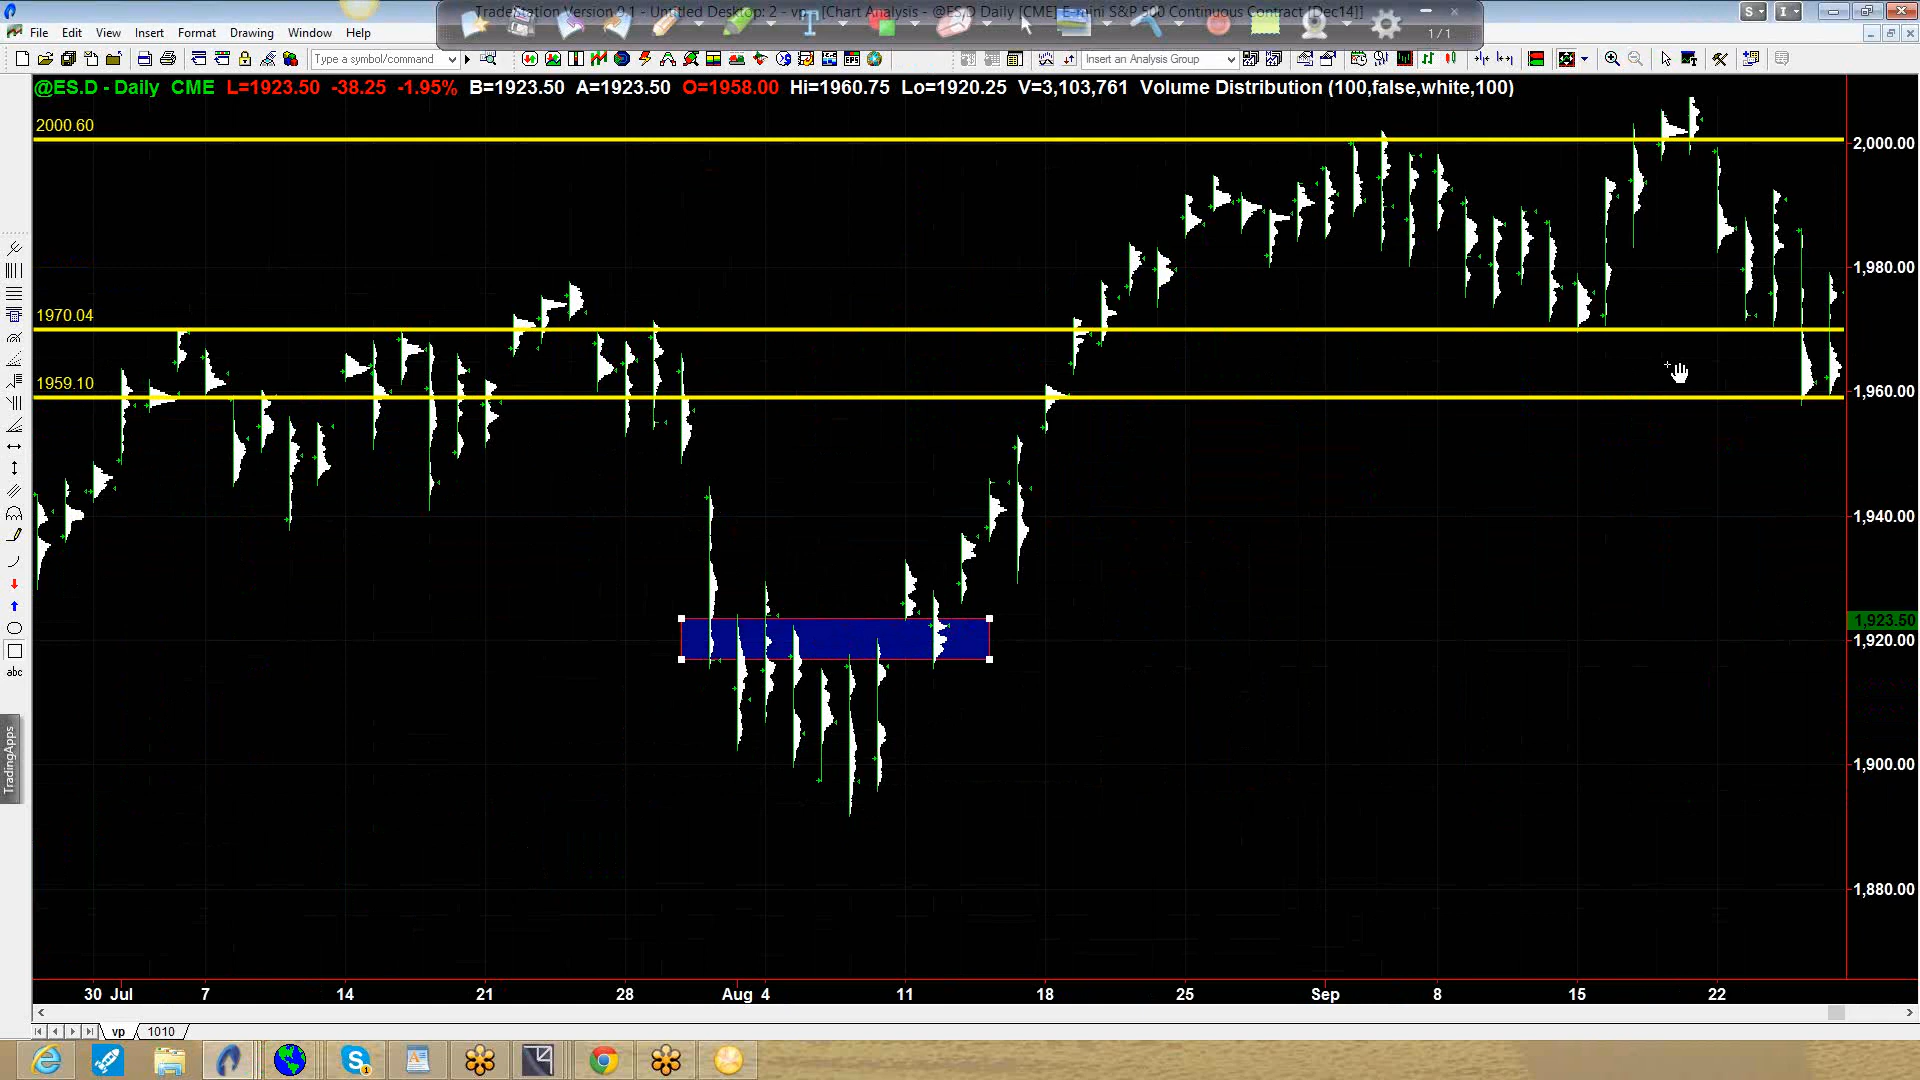 TradeStation Version 9.1 - Untitled Desktop: 2 - vp - [Chart Analysis - @ES.D Daily [CME] E-mini S&P 500 Continuous Contract [Dec14]]
S I
File Edit View Insert Format Drawing Window Help
1/1
Type a symbol/command
Insert an Analysis Group
@ES.D - Daily CME L=1923.50 -38.25 -1.95% B=1923.50 A=1923.50 O=1958.00 Hi=1960.75 Lo=1920.25 V=3,103,761 Volume Distribution (100,false,white,100)
2000.60
2,000.00
1,980.00
1970.04
1959.10
1,960.00
1,940.00
1,923.50
1,920.00
abc
TradingApps
1,900.00
1,880.00
30 Jul 7 14 21 28 Aug 4 11 18 25 Sep 8 15 22
vp 1010